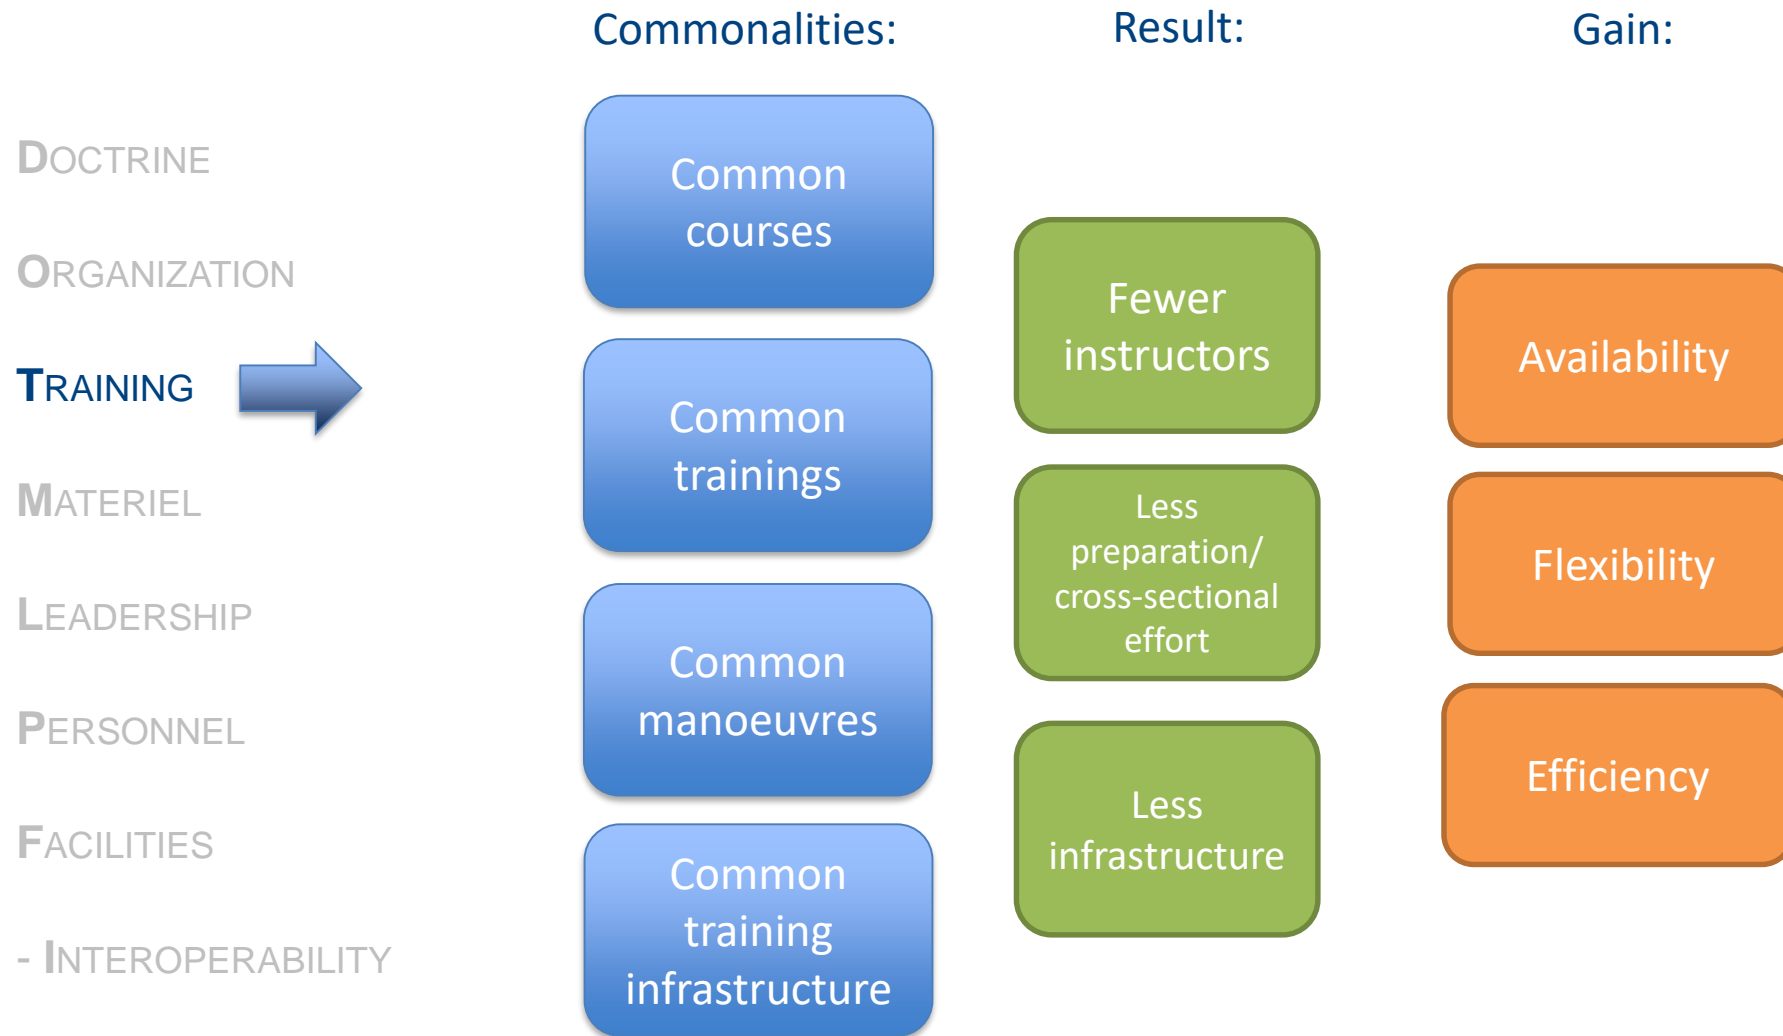 Commonalities:
Result:
Gain:
DOCTRINE
ORGANIZATION
TRAINING
MATERIEL
LEADERSHIP
PERSONNEL
FACILITIES
- INTEROPERABILITY
Common
courses
Common
trainings
Common
manoeuvres
Common
training
infrastructure
Fewer
instructors
Less
preparation/
cross-sectional
effort
Less
infrastructure
Availability
Flexibility
Efficiency